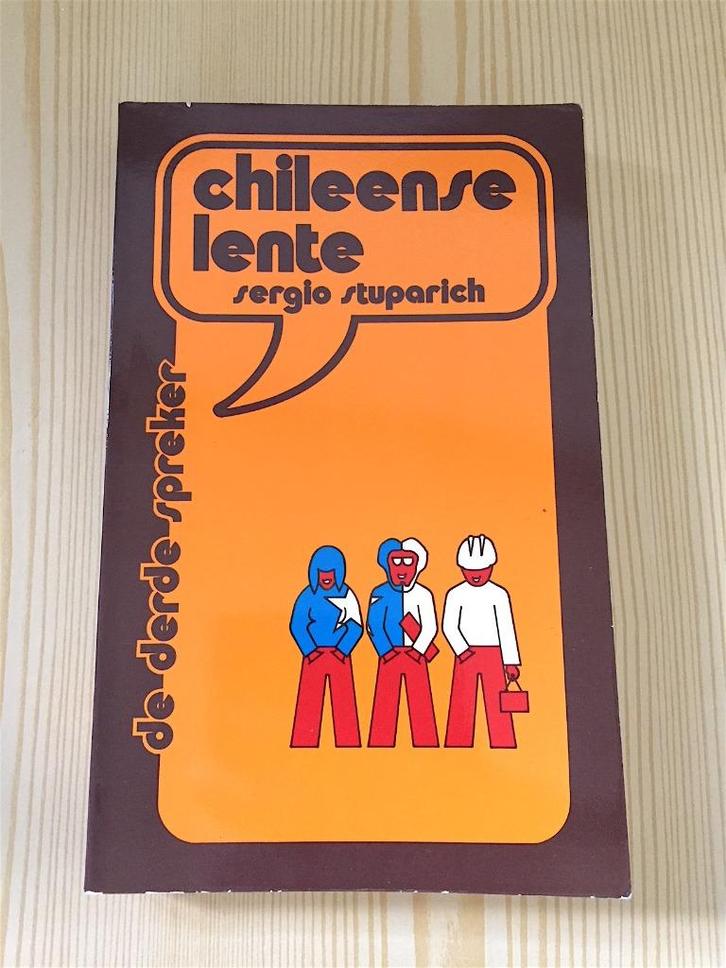 chileense
lente
sergio stuparich
de derde spreker